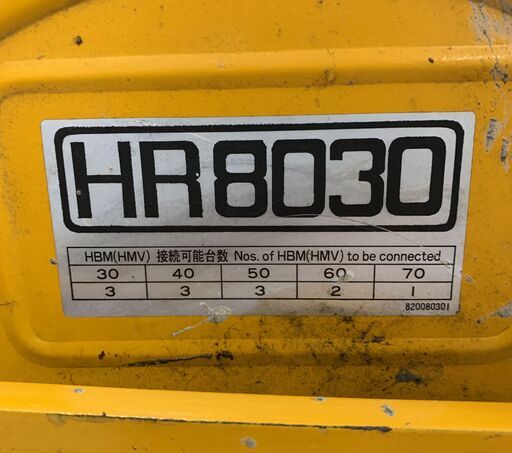 HR8030
HBM(HMV) 接続可能台数 Nos. of HBM(HMV) to be connected
30 40 50 60 70
3 3 3 2 1
820080301